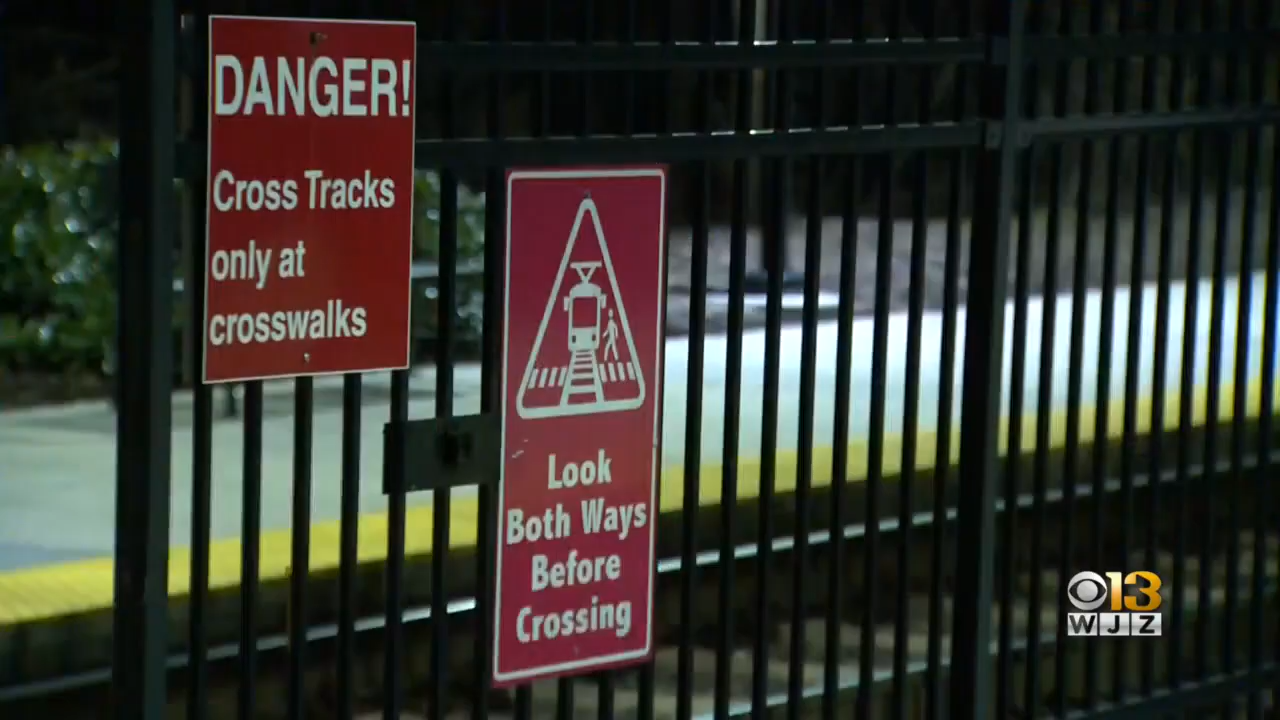 DANGER!
Cross Tracks
only at
crosswalks
Look
Both Ways
Before
Crossing
13
WJZ